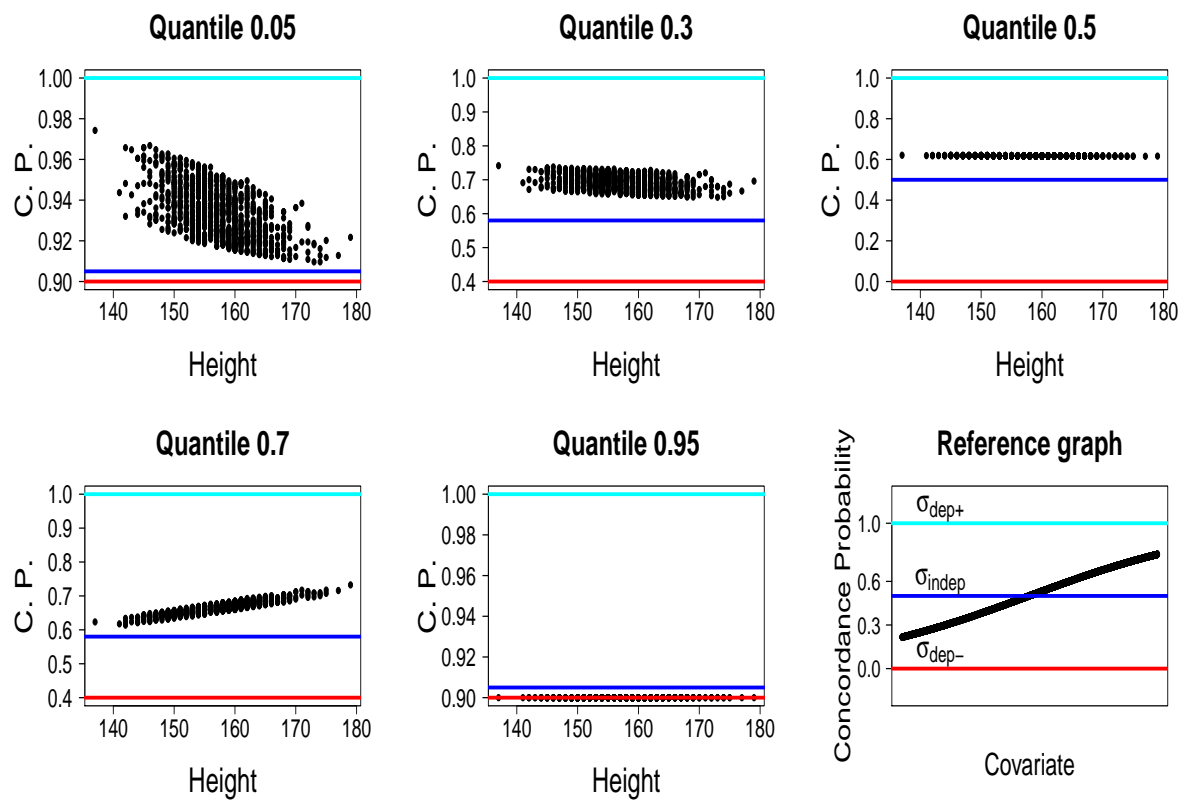 Quantile 0.05
1.00
0.98
0.96
0.94
0.92
0.90
C. P.
140 150 160 170 180
Height
Quantile 0.3
1.0
0.9
0.8
0.7
0.6
0.5
0.4
C. P.
140 150 160 170 180
Height
Quantile 0.5
1.0
0.8
0.6
0.4
0.2
0.0
C. P.
140 150 160 170 180
Height
Quantile 0.7
1.0
0.9
0.8
0.7
0.6
0.5
0.4
C. P.
140 150 160 170 180
Height
Quantile 0.95
1.00
0.98
0.96
0.94
0.92
0.90
C. P.
140 150 160 170 180
Height
Reference graph
1.0
0.6
0.3
0.0
Concordance Probability
σdep+
σindep
σdep−
Covariate